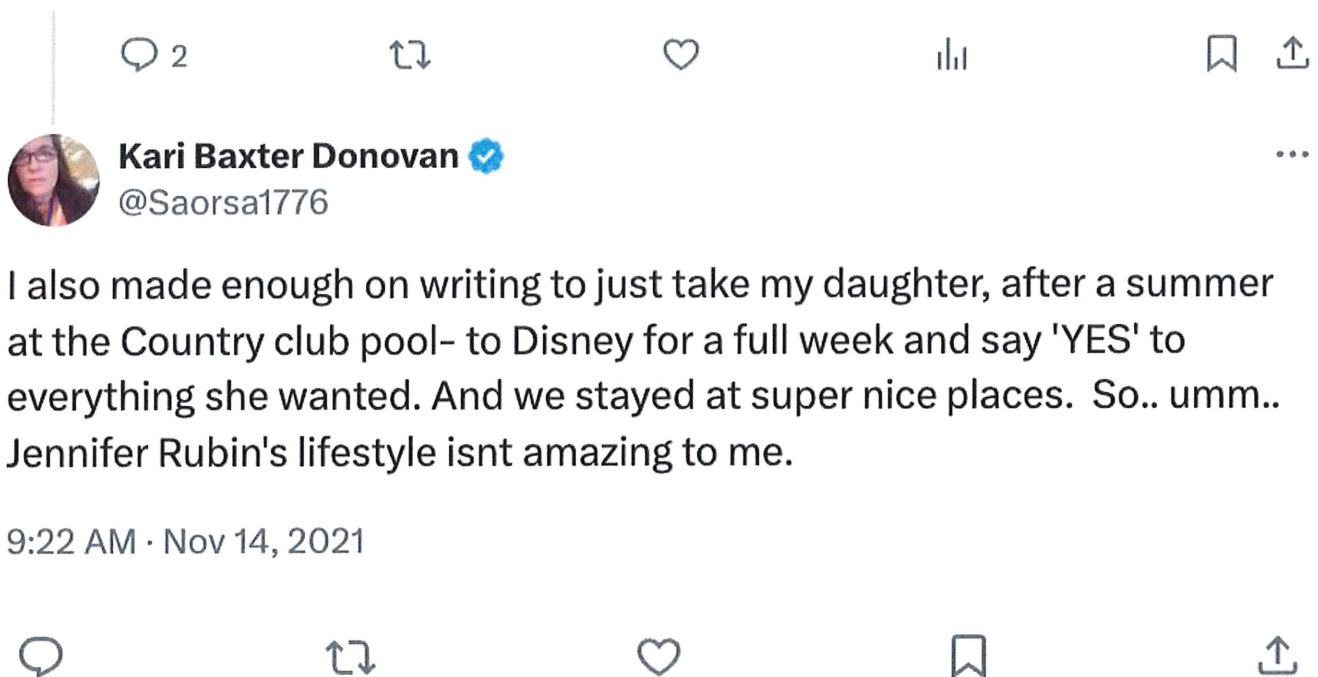 2
Kari Baxter Donovan
@Saorsa1776
I also made enough on writing to just take my daughter, after a summer
at the Country club pool- to Disney for a full week and say 'YES' to
everything she wanted. And we stayed at super nice places.  So.. umm..
Jennifer Rubin's lifestyle isnt amazing to me.
9:22 AM · Nov 14, 2021